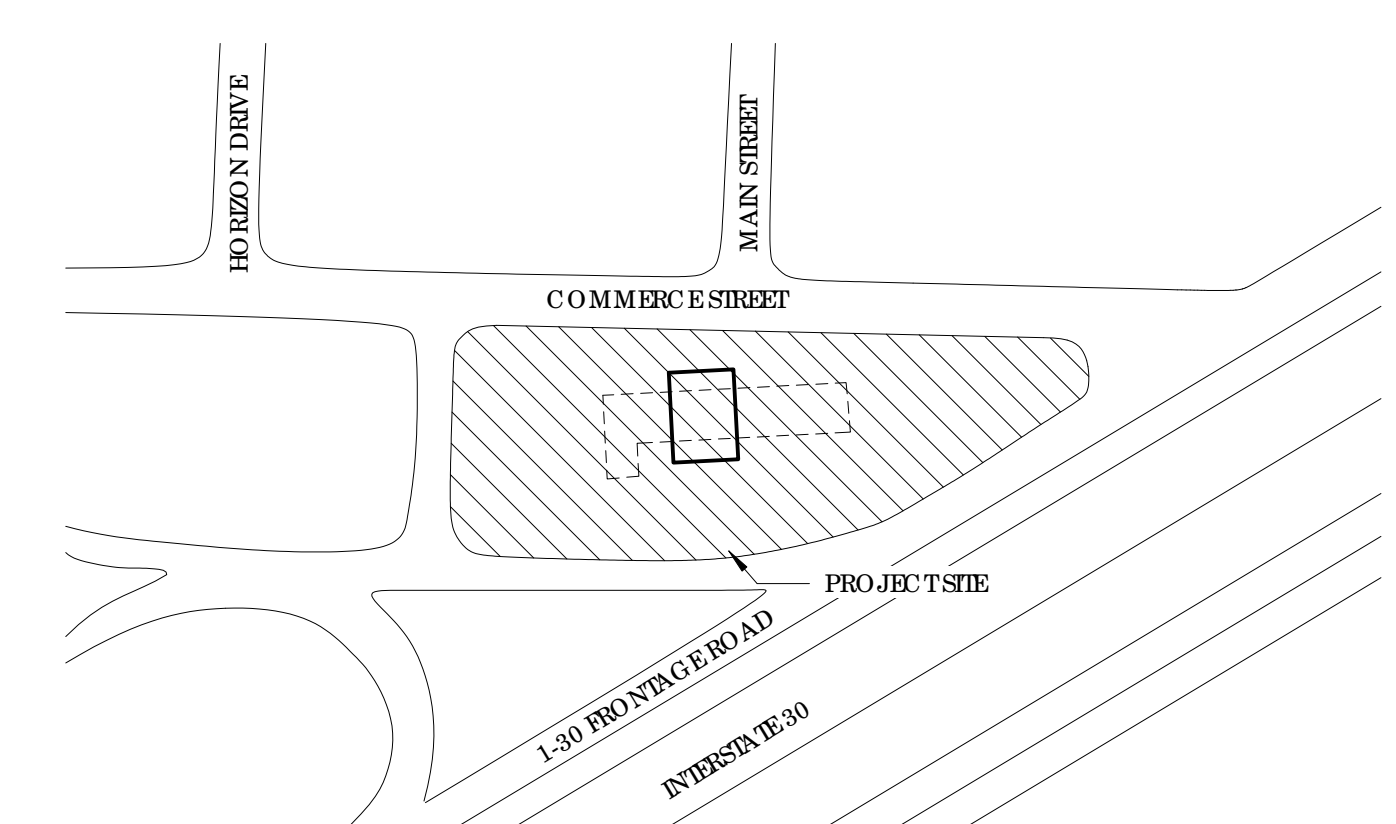 HORIZON DRIVE
MAIN STREET
COMMERCE STREET
PROJECT SITE
1-30 FRONTAGE ROAD
INTERSTATE 30